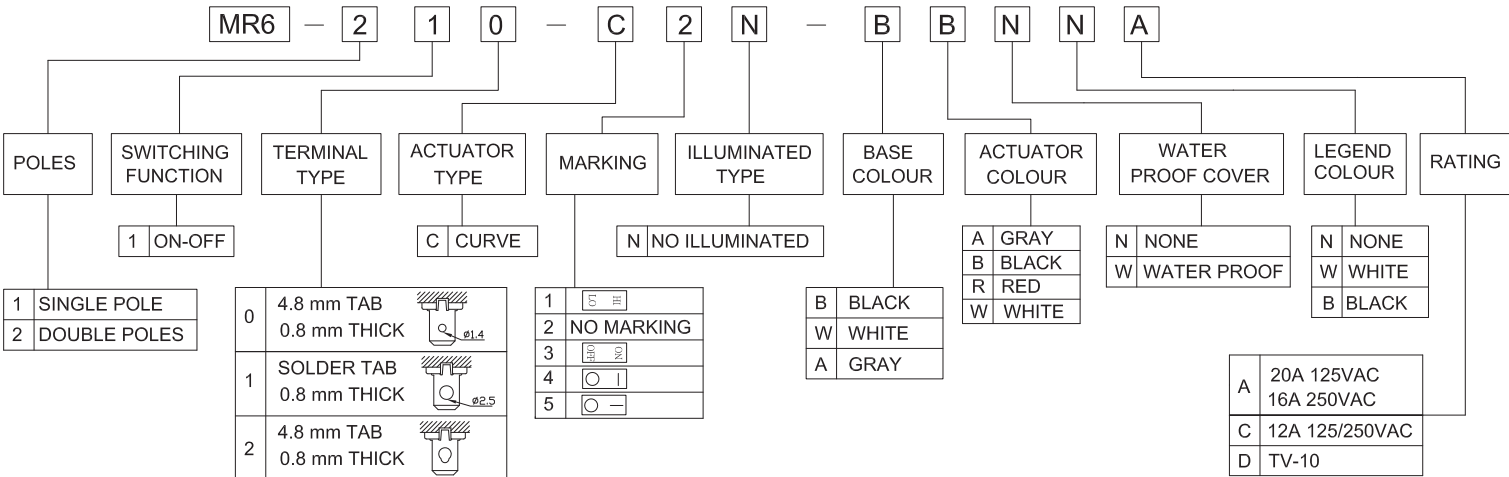 MR6 — 2 1 0 — C 2 N — B B N N A
POLES
SWITCHING
FUNCTION
TERMINAL
TYPE
ACTUATOR
TYPE
MARKING
ILLUMINATED
TYPE
BASE
COLOUR
ACTUATOR
COLOUR
WATER
PROOF COVER
LEGEND
COLOUR
RATING
1 SINGLE POLE
2 DOUBLE POLES
1 ON-OFF
0 4.8 mm TAB
0.8 mm THICK
ø1.4
1 SOLDER TAB
0.8 mm THICK
ø2.5
2 4.8 mm TAB
0.8 mm THICK
C CURVE
1 LO HI
2 NO MARKING
3 OFF ON
4 O |
5 O —
N NO ILLUMINATED
B BLACK
W WHITE
A GRAY
A GRAY
B BLACK
R RED
W WHITE
N NONE
W WATER PROOF
N NONE
W WHITE
B BLACK
A 20A 125VAC
16A 250VAC
C 12A 125/250VAC
D TV-10